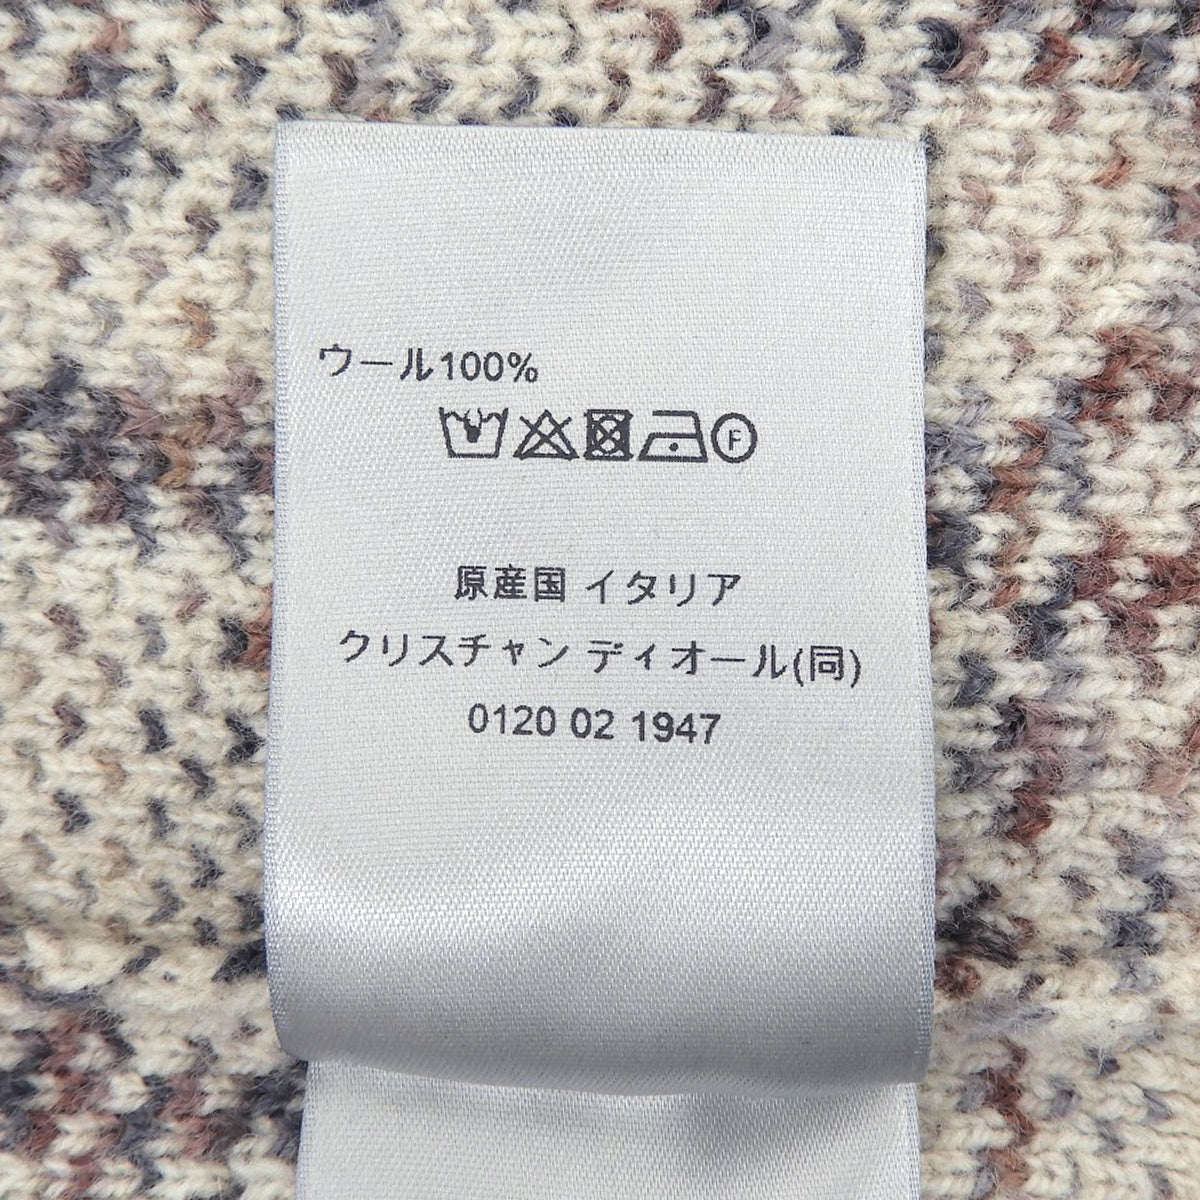 ウール100%
F
原産国 イタリア
クリスチャン ディオール(同)
0120 02 1947